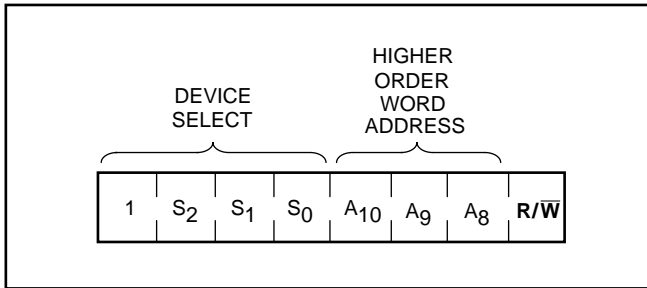 HIGHER
ORDER
WORD
ADDRESS
DEVICE
SELECT
1 S2 S1 S0 A10 A9 A8 R/W̅